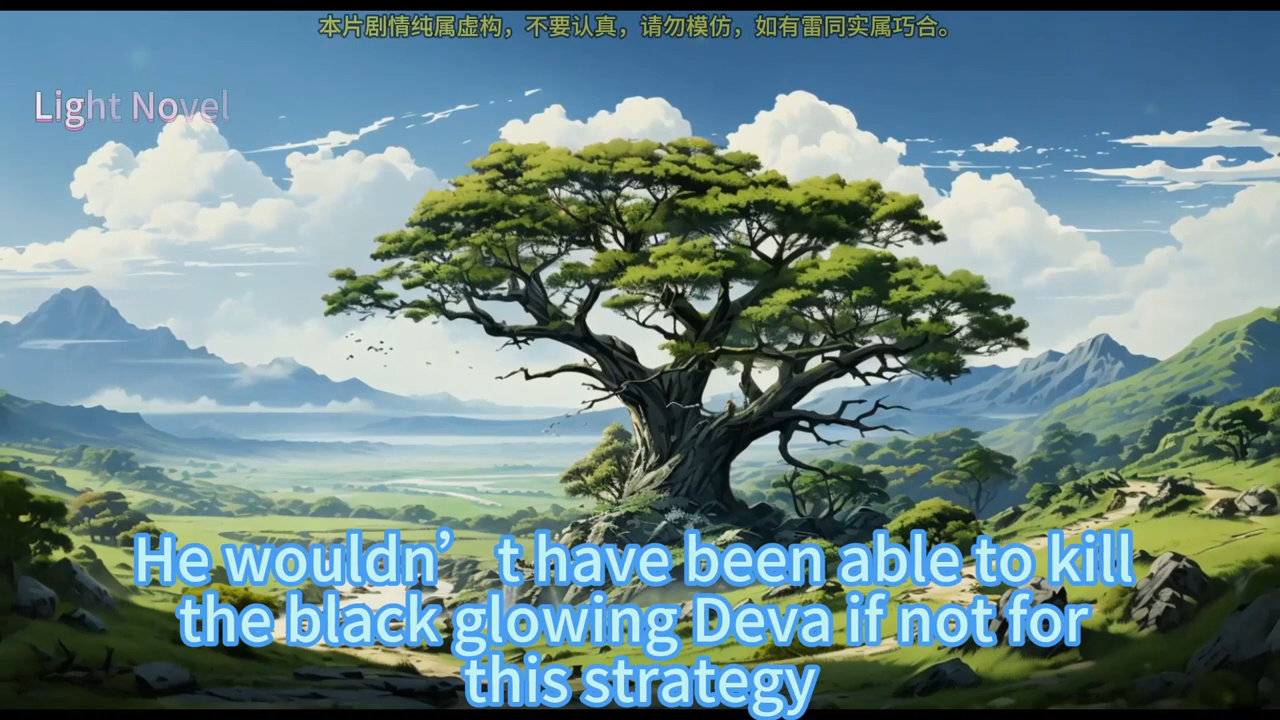 本片剧情纯属虚构，不要认真，请勿模仿，如有雷同实属巧合。
Light Novel
He wouldn’t have been able to kill
the black glowing Deva if not for
this strategy